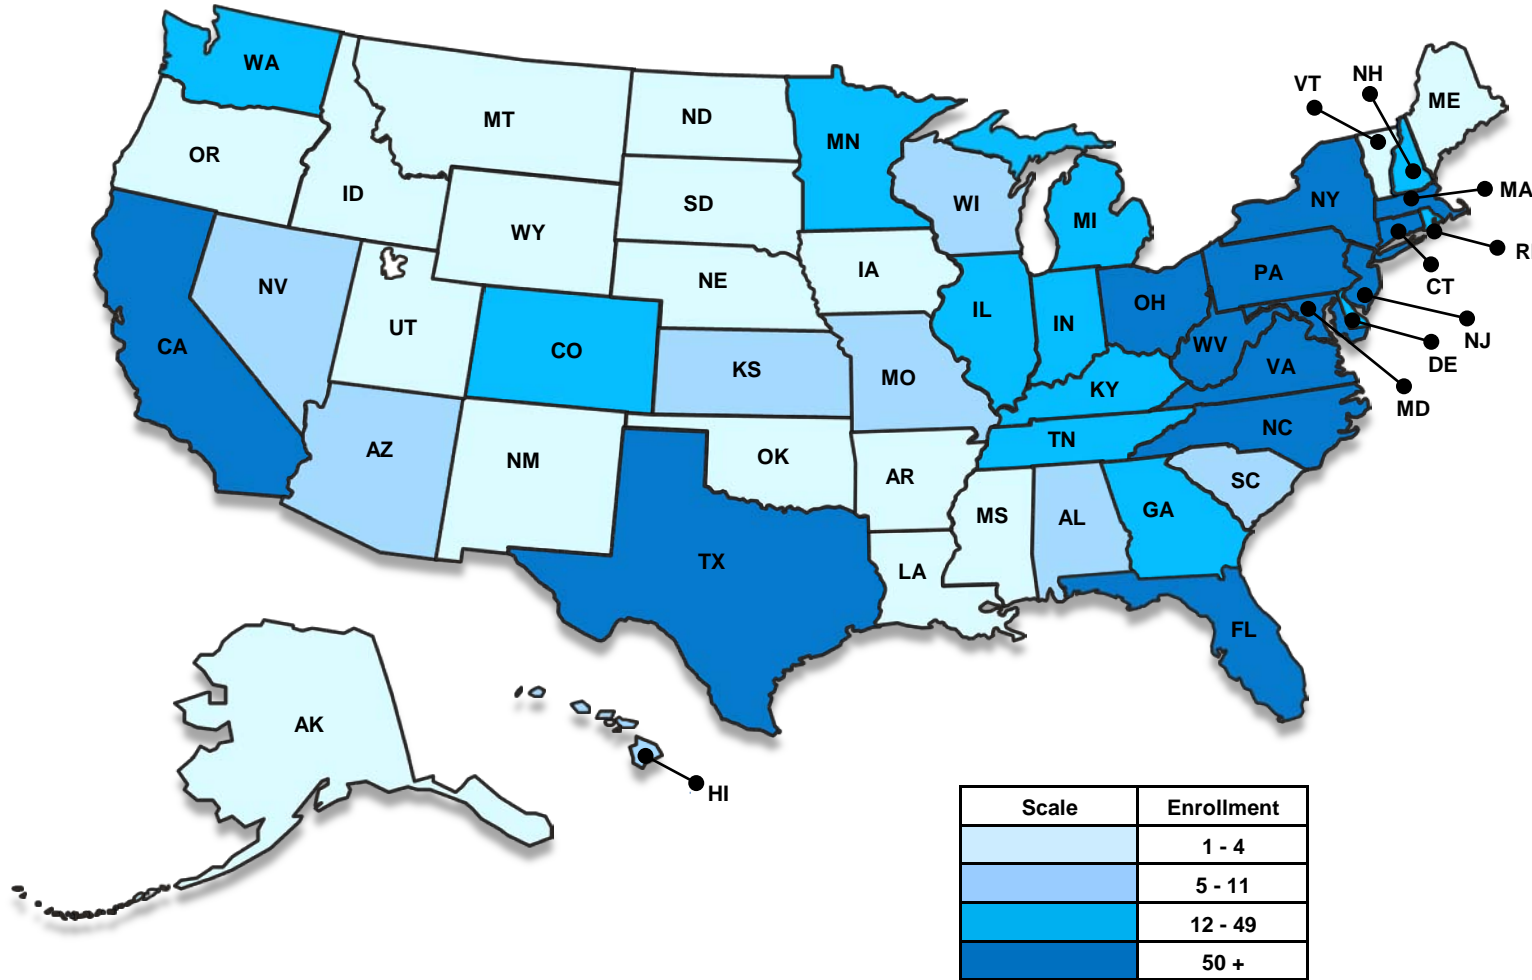 WA
MT
ND
MN
VT
NH
ME
OR
ID
SD
WI
MI
NY
MA
WY
IA
RI
NV
NE
PA
CT
UT
IL
IN
OH
NJ
CA
CO
KS
MO
WV
VA
DE
KY
MD
AZ
NM
OK
AR
TN
NC
SC
MS
AL
GA
TX
LA
FL
AK
HI
Scale Enrollment
1 - 4
5 - 11
12 - 49
50 +